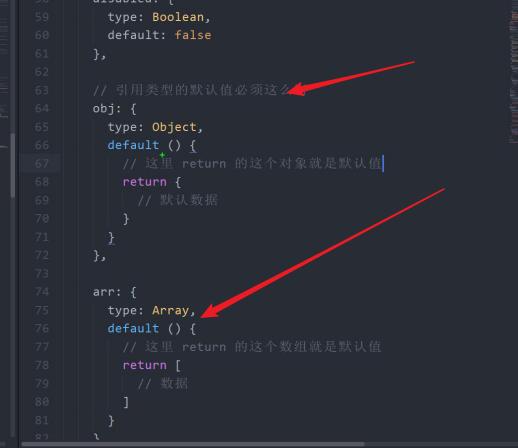 59 type: Boolean,
60 default: false
61 },
62
63 // 引用类型的默认值必须这么
64 obj: {
65 type: Object,
66 default () {
67 // 这里 return 的这个对象就是默认值
68 return {
69 // 默认数据
70 }
71 }
72 },
73
74 arr: {
75 type: Array,
76 default () {
77 // 这里 return 的这个数组就是默认值
78 return [
79 // 数据
80 ]
81 }
82 }